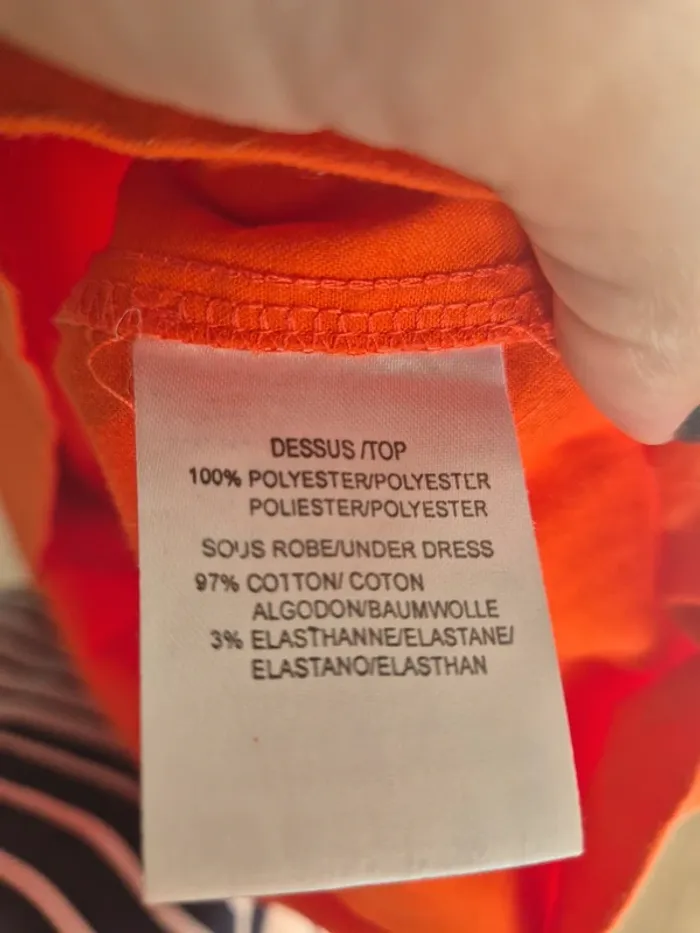 DESSUS /TOP
100% POLYESTER/POLYESTER
POLIESTER/POLYESTER
SOUS ROBE/UNDER DRESS
97% COTTON/ COTON
ALGODON/BAUMWOLLE
3% ELASTHANNE/ELASTANE/
ELASTANO/ELASTHAN